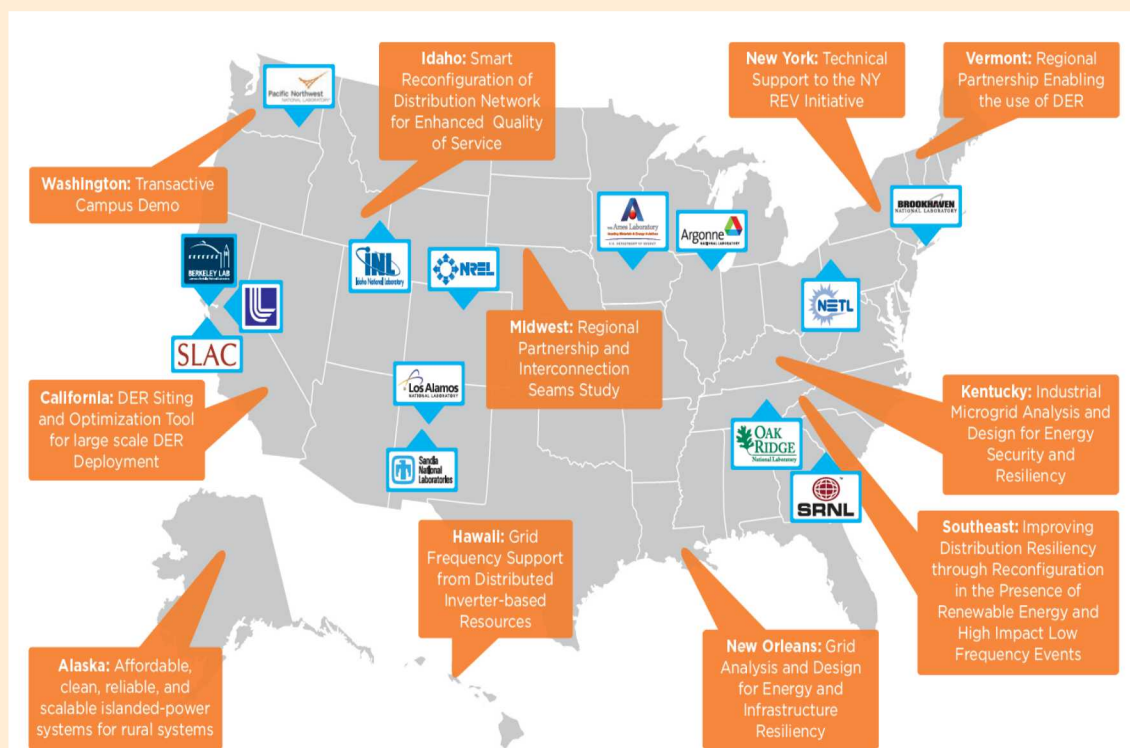 Pacific Northwest
NATIONAL LABORATORY
Idaho: Smart
Reconfiguration of
Distribution Network
for Enhanced Quality
of Service
New York: Technical
Support to the NY
REV Initiative
Vermont: Regional
Partnership Enabling
the use of DER
Washington: Transactive
Campus Demo
BERKELEY LAB
SLAC
INL
Idaho National Laboratory
NREL
Ames Laboratory
U.S. DEPARTMENT OF ENERGY
Argonne
NATIONAL LABORATORY
BROOKHAVEN
NATIONAL LABORATORY
NETL
Midwest: Regional
Partnership and
Interconnection
Seams Study
California: DER Siting
and Optimization Tool
for large scale DER
Deployment
Los Alamos
NATIONAL LABORATORY
Sandia
National
Laboratories
OAK
RIDGE
National Laboratory
SRNL
Kentucky: Industrial
Microgrid Analysis and
Design for Energy
Security and
Resiliency
Hawaii: Grid
Frequency Support
from Distributed
Inverter-based
Resources
Southeast: Improving
Distribution Resiliency
through Reconfiguration
in the Presence of
Renewable Energy and
High Impact Low
Frequency Events
Alaska: Affordable,
clean, reliable, and
scalable islanded-power
systems for rural systems
New Orleans: Grid
Analysis and Design
for Energy and
Infrastructure
Resiliency